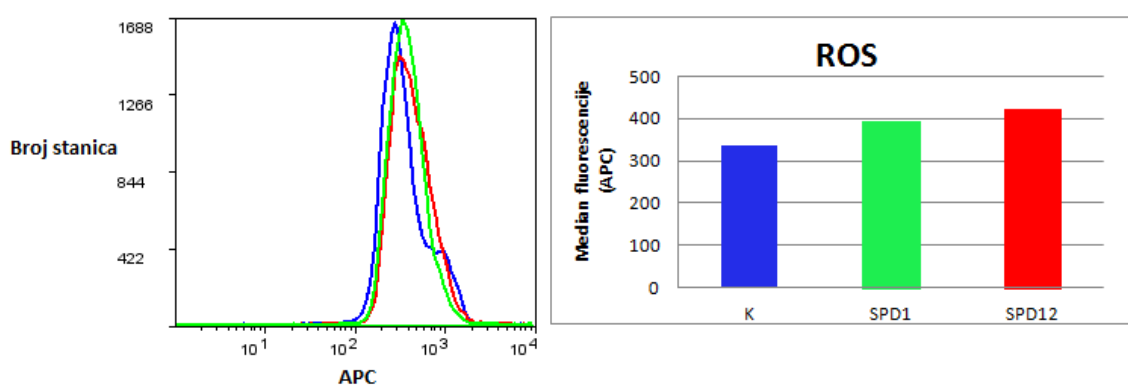 1688
1266
Broj stanica
844
422
10^1 10^2 10^3 10^4
APC
ROS
Median fluorescencije
(APC)
500
400
300
200
100
0
K SPD1 SPD12